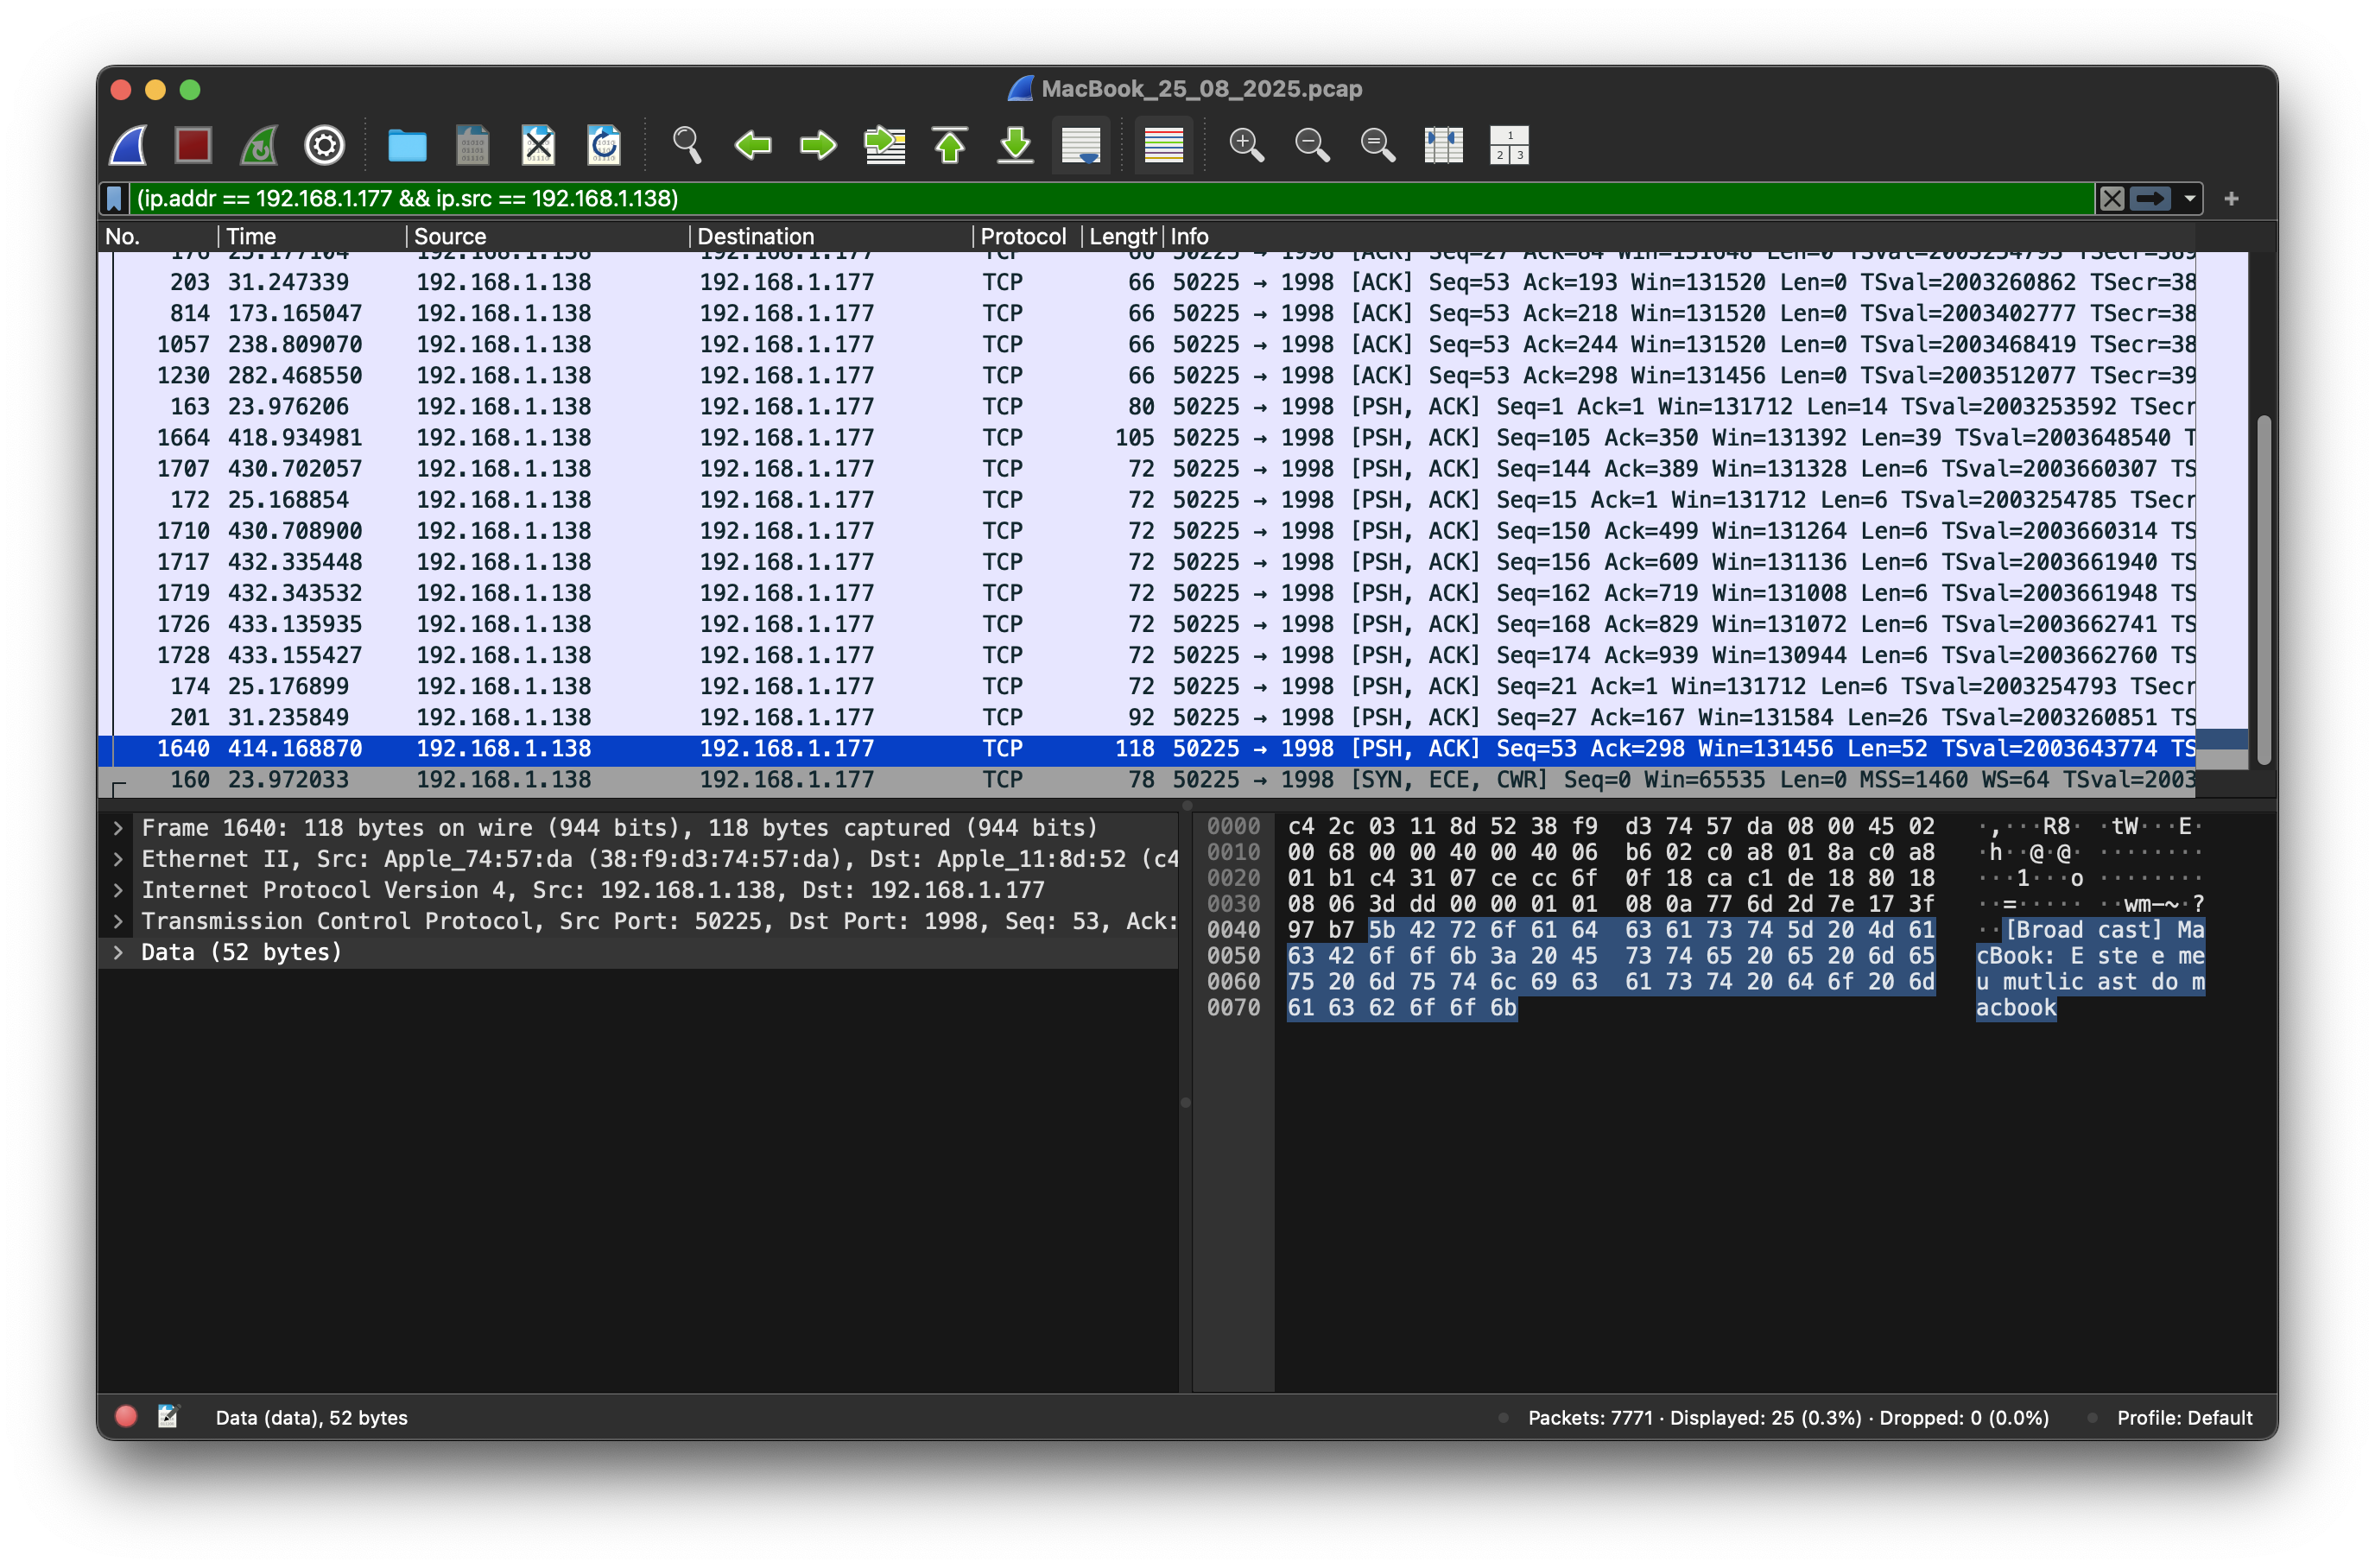 MacBook_25_08_2025.pcap
(ip.addr == 192.168.1.177 && ip.src == 192.168.1.138)
No. Time Source Destination Protocol Length Info
176 25.177104 192.168.1.138 192.168.1.177 TCP 66 50225 → 1998 [ACK] Seq=27 Ack=84 Win=131648 Len=0 TSval=2003254793 TSecr=389
203 31.247339 192.168.1.138 192.168.1.177 TCP 66 50225 → 1998 [ACK] Seq=53 Ack=193 Win=131520 Len=0 TSval=2003260862 TSecr=38
814 173.165047 192.168.1.138 192.168.1.177 TCP 66 50225 → 1998 [ACK] Seq=53 Ack=218 Win=131520 Len=0 TSval=2003402777 TSecr=38
1057 238.809070 192.168.1.138 192.168.1.177 TCP 66 50225 → 1998 [ACK] Seq=53 Ack=244 Win=131520 Len=0 TSval=2003468419 TSecr=38
1230 282.468550 192.168.1.138 192.168.1.177 TCP 66 50225 → 1998 [ACK] Seq=53 Ack=298 Win=131456 Len=0 TSval=2003512077 TSecr=39
163 23.976206 192.168.1.138 192.168.1.177 TCP 80 50225 → 1998 [PSH, ACK] Seq=1 Ack=1 Win=131712 Len=14 TSval=2003253592 TSecr
1664 418.934981 192.168.1.138 192.168.1.177 TCP 105 50225 → 1998 [PSH, ACK] Seq=105 Ack=350 Win=131392 Len=39 TSval=2003648540 T
1707 430.702057 192.168.1.138 192.168.1.177 TCP 72 50225 → 1998 [PSH, ACK] Seq=144 Ack=389 Win=131328 Len=6 TSval=2003660307 TS
172 25.168854 192.168.1.138 192.168.1.177 TCP 72 50225 → 1998 [PSH, ACK] Seq=15 Ack=1 Win=131712 Len=6 TSval=2003254785 TSecr
1710 430.708900 192.168.1.138 192.168.1.177 TCP 72 50225 → 1998 [PSH, ACK] Seq=150 Ack=499 Win=131264 Len=6 TSval=2003660314 TS
1717 432.335448 192.168.1.138 192.168.1.177 TCP 72 50225 → 1998 [PSH, ACK] Seq=156 Ack=609 Win=131136 Len=6 TSval=2003661940 TS
1719 432.343532 192.168.1.138 192.168.1.177 TCP 72 50225 → 1998 [PSH, ACK] Seq=162 Ack=719 Win=131008 Len=6 TSval=2003661948 TS
1726 433.135935 192.168.1.138 192.168.1.177 TCP 72 50225 → 1998 [PSH, ACK] Seq=168 Ack=829 Win=131072 Len=6 TSval=2003662741 TS
1728 433.155427 192.168.1.138 192.168.1.177 TCP 72 50225 → 1998 [PSH, ACK] Seq=174 Ack=939 Win=130944 Len=6 TSval=2003662760 TS
174 25.176899 192.168.1.138 192.168.1.177 TCP 72 50225 → 1998 [PSH, ACK] Seq=21 Ack=1 Win=131712 Len=6 TSval=2003254793 TSecr
201 31.235849 192.168.1.138 192.168.1.177 TCP 92 50225 → 1998 [PSH, ACK] Seq=27 Ack=167 Win=131584 Len=26 TSval=2003260851 TS
1640 414.168870 192.168.1.138 192.168.1.177 TCP 118 50225 → 1998 [PSH, ACK] Seq=53 Ack=298 Win=131456 Len=52 TSval=2003643774 TS
160 23.972033 192.168.1.138 192.168.1.177 TCP 78 50225 → 1998 [SYN, ECE, CWR] Seq=0 Win=65535 Len=0 MSS=1460 WS=64 TSval=2003
Frame 1640: 118 bytes on wire (944 bits), 118 bytes captured (944 bits)
Ethernet II, Src: Apple_74:57:da (38:f9:d3:74:57:da), Dst: Apple_11:8d:52 (c4
Internet Protocol Version 4, Src: 192.168.1.138, Dst: 192.168.1.177
Transmission Control Protocol, Src Port: 50225, Dst Port: 1998, Seq: 53, Ack:
Data (52 bytes)
0000 c4 2c 03 11 8d 52 38 f9 d3 74 57 da 08 00 45 02 ·,···R8· ·tW···E·
0010 00 68 00 00 40 00 40 06 b6 02 c0 a8 01 8a c0 a8 ·h··@·@· ········
0020 01 b1 c4 31 07 ce cc 6f 0f 18 ca c1 de 18 80 18 ···1···o ········
0030 08 06 3d dd 00 00 01 01 08 0a 77 6d 2d 7e 17 3f ··=····· ··wm-~·?
0040 97 b7 5b 42 72 6f 61 64 63 61 73 74 5d 20 4d 61 ··[Broad cast] Ma
0050 63 42 6f 6f 6b 3a 20 45 73 74 65 20 65 20 6d 65 cBook: E ste e me
0060 75 20 6d 75 74 6c 69 63 61 73 74 20 64 6f 20 6d u mutlic ast do m
0070 61 63 62 6f 6f 6b acbook
Data (data), 52 bytes
Packets: 7771 · Displayed: 25 (0.3%) · Dropped: 0 (0.0%)
Profile: Default